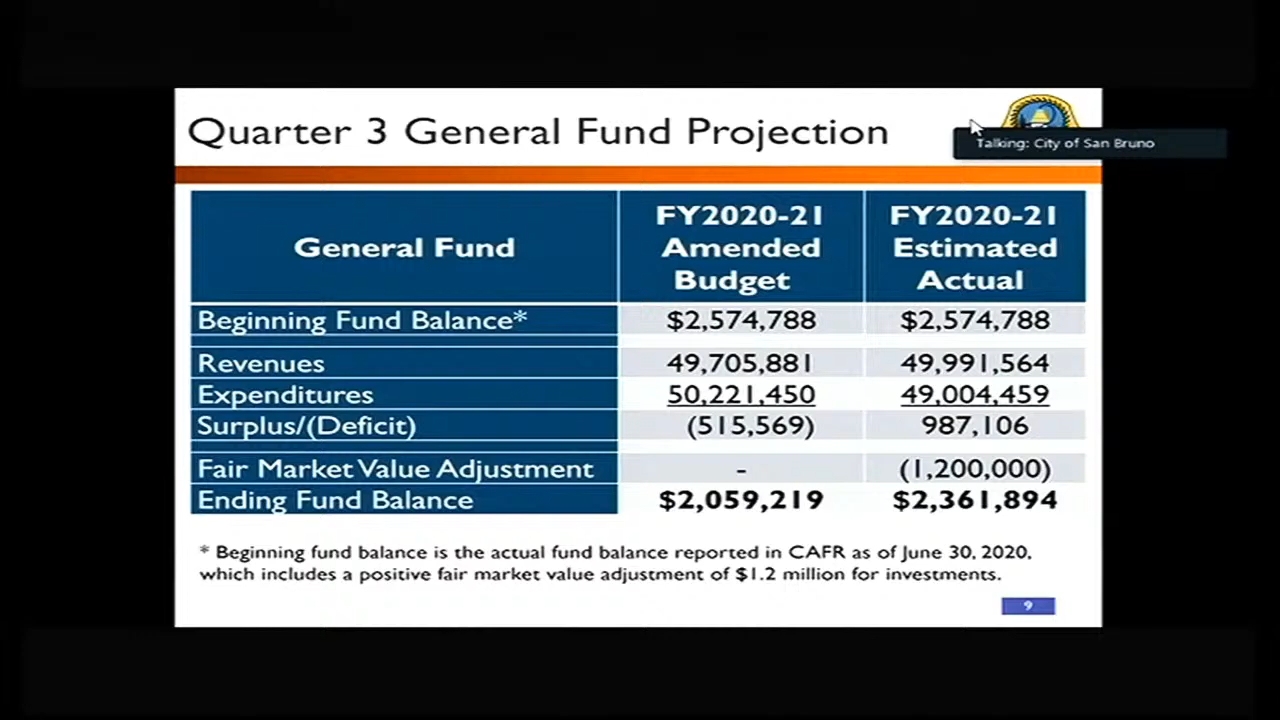 Quarter 3 General Fund Projection
Talking: City of San Bruno
General Fund
FY2020-21 Amended Budget
FY2020-21 Estimated Actual
Beginning Fund Balance* $2,574,788 $2,574,788
Revenues 49,705,881 49,991,564
Expenditures 50,221,450 49,004,459
Surplus/(Deficit) (515,569) 987,106
Fair Market Value Adjustment - (1,200,000)
Ending Fund Balance $2,059,219 $2,361,894
* Beginning fund balance is the actual fund balance reported in CAFR as of June 30, 2020,
which includes a positive fair market value adjustment of $1.2 million for investments.
9